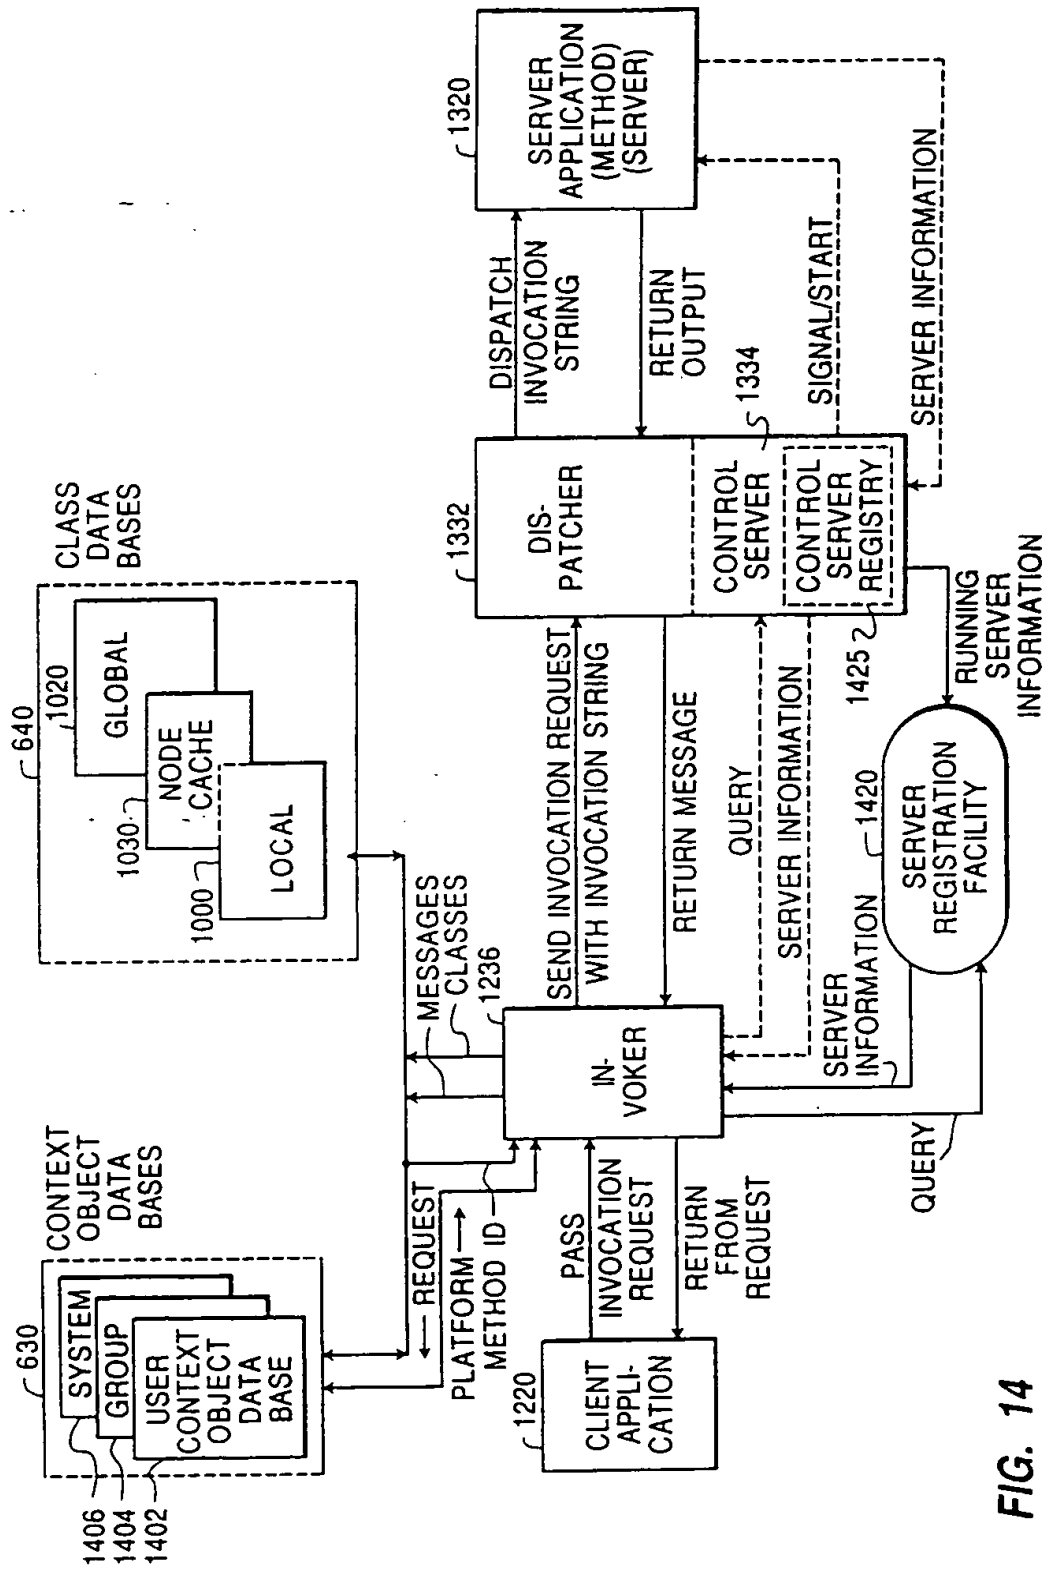 630
1406
1404
1402
SYSTEM
GROUP
USER
CONTEXT
OBJECT
DATA
BASE
CONTEXT
OBJECT
DATA
BASES
640
1020
1030
1000
GLOBAL
NODE
CACHE
LOCAL
CLASS
DATA
BASES
REQUEST
PLATFORM
METHOD ID
MESSAGES
CLASSES
1220
CLIENT
APPLI-
CATION
PASS
INVOCATION
REQUEST
RETURN
FROM
REQUEST
1236
IN-
VOKER
SEND INVOCATION REQUEST
WITH INVOCATION STRING
RETURN MESSAGE
QUERY
SERVER INFORMATION
1332
DIS-
PATCHER
CONTROL
SERVER
1334
CONTROL
SERVER
REGISTRY
1425
DISPATCH
INVOCATION
STRING
RETURN
OUTPUT
SIGNAL/START
SERVER INFORMATION
1320
SERVER
APPLICATION
(METHOD)
(SERVER)
SERVER
INFORMATION
QUERY
1420
SERVER
REGISTRATION
FACILITY
RUNNING
SERVER
INFORMATION
FIG. 14